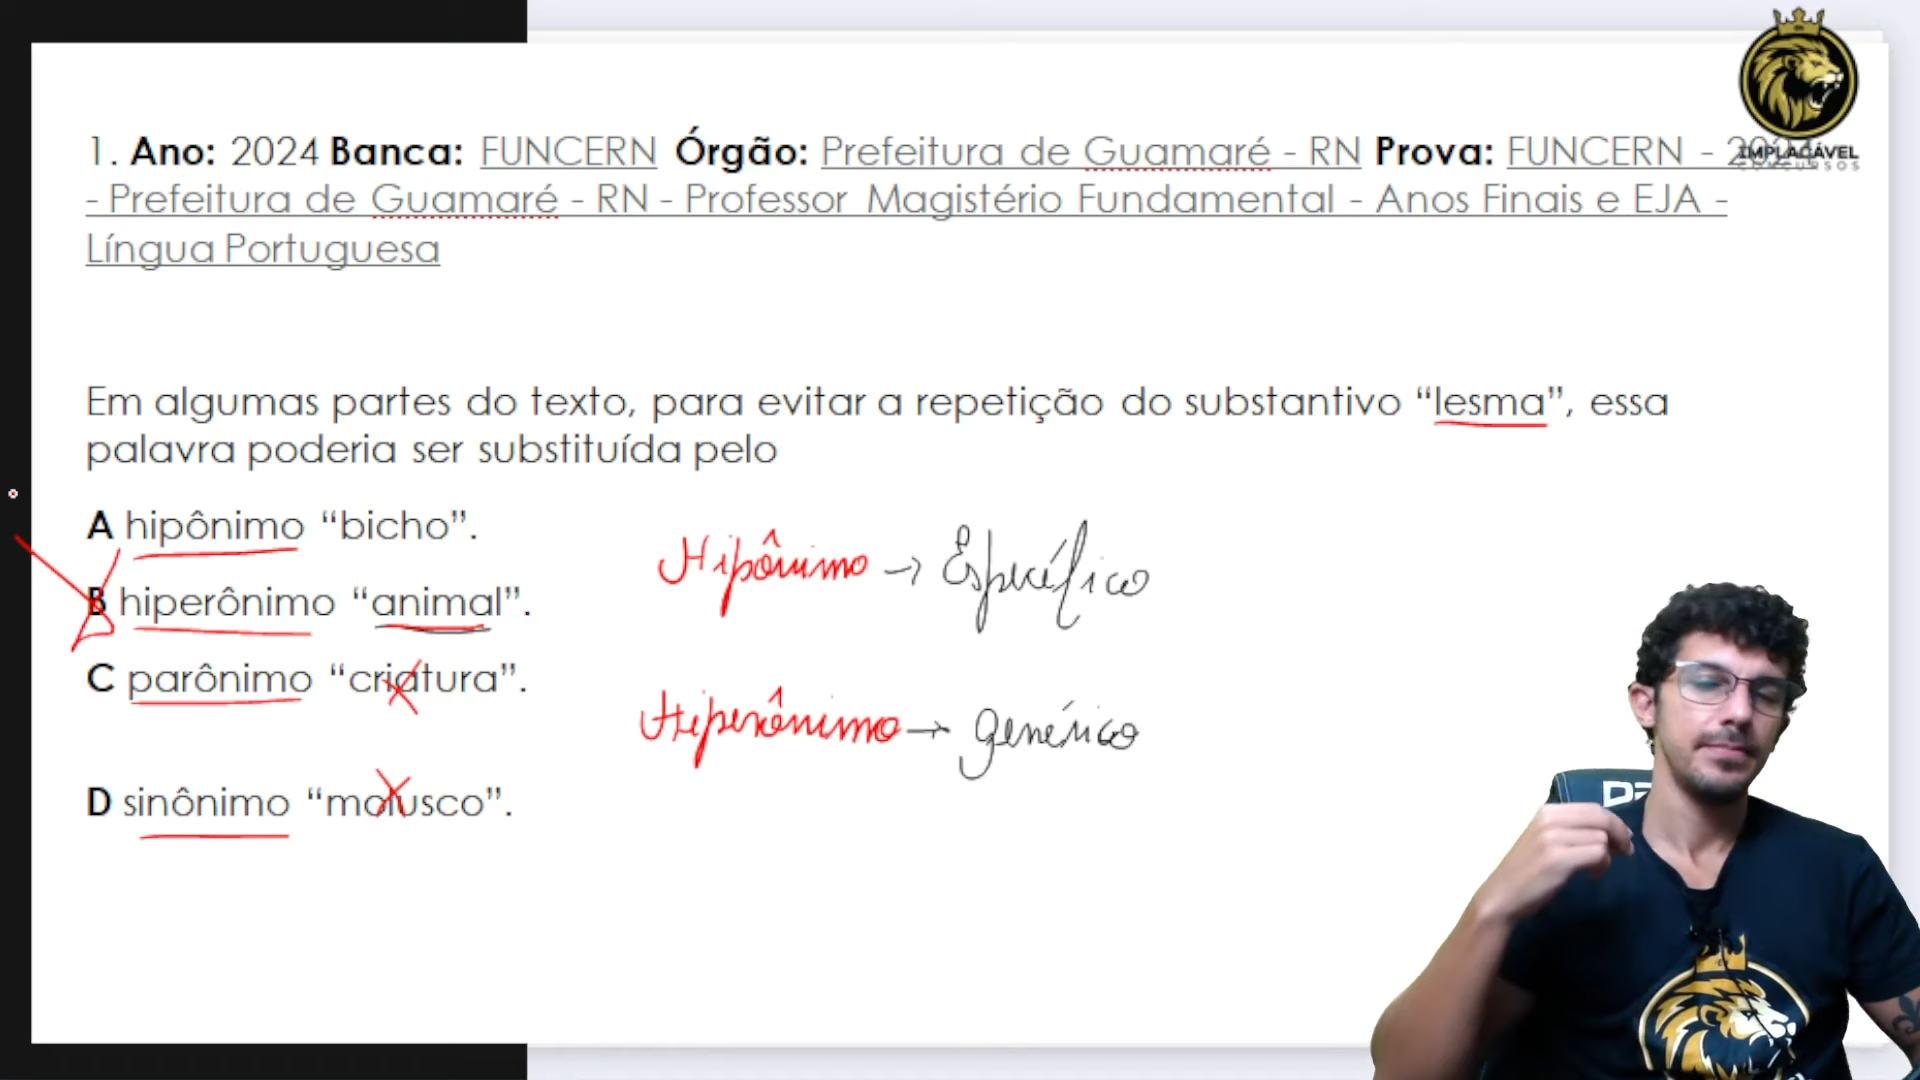 IMPLACÁVEL
CONCURSOS
1. Ano: 2024 Banca: FUNCERN Órgão: Prefeitura de Guamaré - RN Prova: FUNCERN -
- Prefeitura de Guamaré - RN - Professor Magistério Fundamental - Anos Finais e EJA -
Língua Portuguesa
Em algumas partes do texto, para evitar a repetição do substantivo “lesma”, essa
palavra poderia ser substituída pelo
A hipônimo “bicho”.
B hiperônimo “animal”.
C parônimo “criatura”.
D sinônimo “molusco”.
Hipônimo → Específico
Hiperônimo → genérico